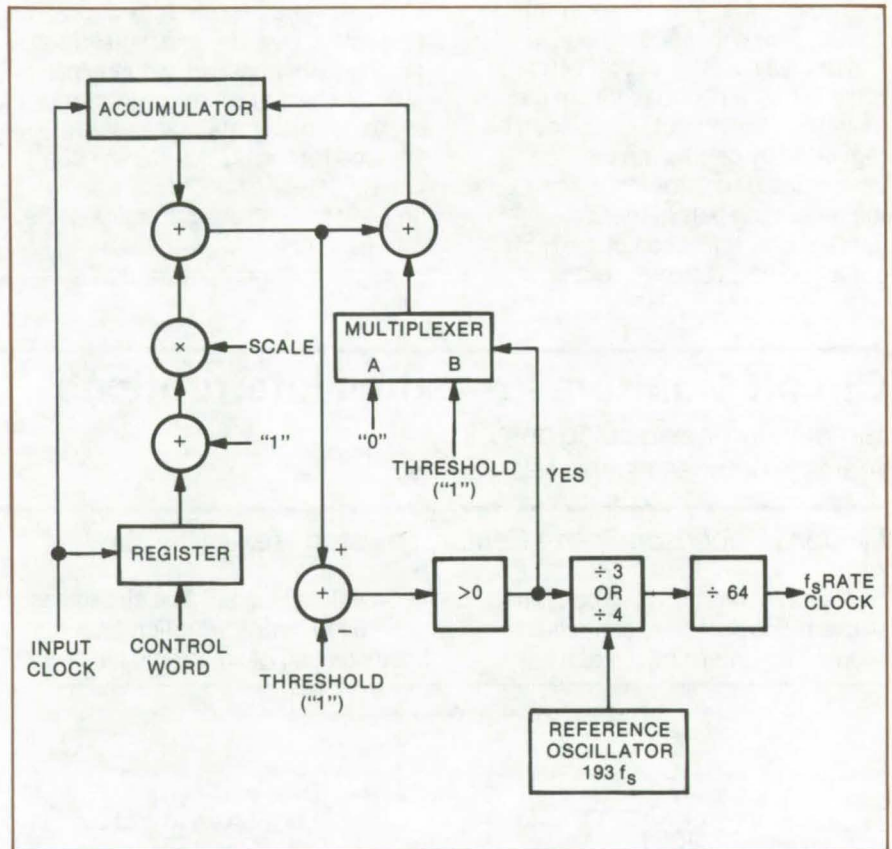 ACCUMULATOR
+
+
MULTIPLEXER
A B
×
SCALE
"0"
THRESHOLD
("1")
YES
+
"1"
REGISTER
+
+
−
>0
÷ 3
OR
÷ 4
÷ 64
fS RATE
CLOCK
INPUT
CLOCK
CONTROL
WORD
THRESHOLD
("1")
REFERENCE
OSCILLATOR
193 fS